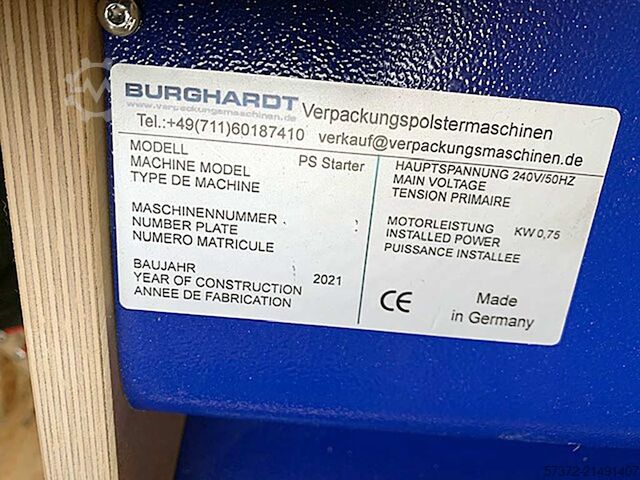 BURGHARDT Verpackungspolstermaschinen
www.verpackungsmaschinen.de
Tel.:+49(711)60187410 verkauf@verpackungsmaschinen.de
MODELL
MACHINE MODEL PS Starter
TYPE DE MACHINE
MASCHINENNUMMER
NUMBER PLATE
NUMERO MATRICULE
BAUJAHR
YEAR OF CONSTRUCTION 2021
ANNEE DE FABRICATION
HAUPTSPANNUNG 240V/50HZ
MAIN VOLTAGE
TENSION PRIMAIRE
MOTORLEISTUNG
INSTALLED POWER KW 0,75
PUISSANCE INSTALLEE
CE Made
in Germany
57372 21491402